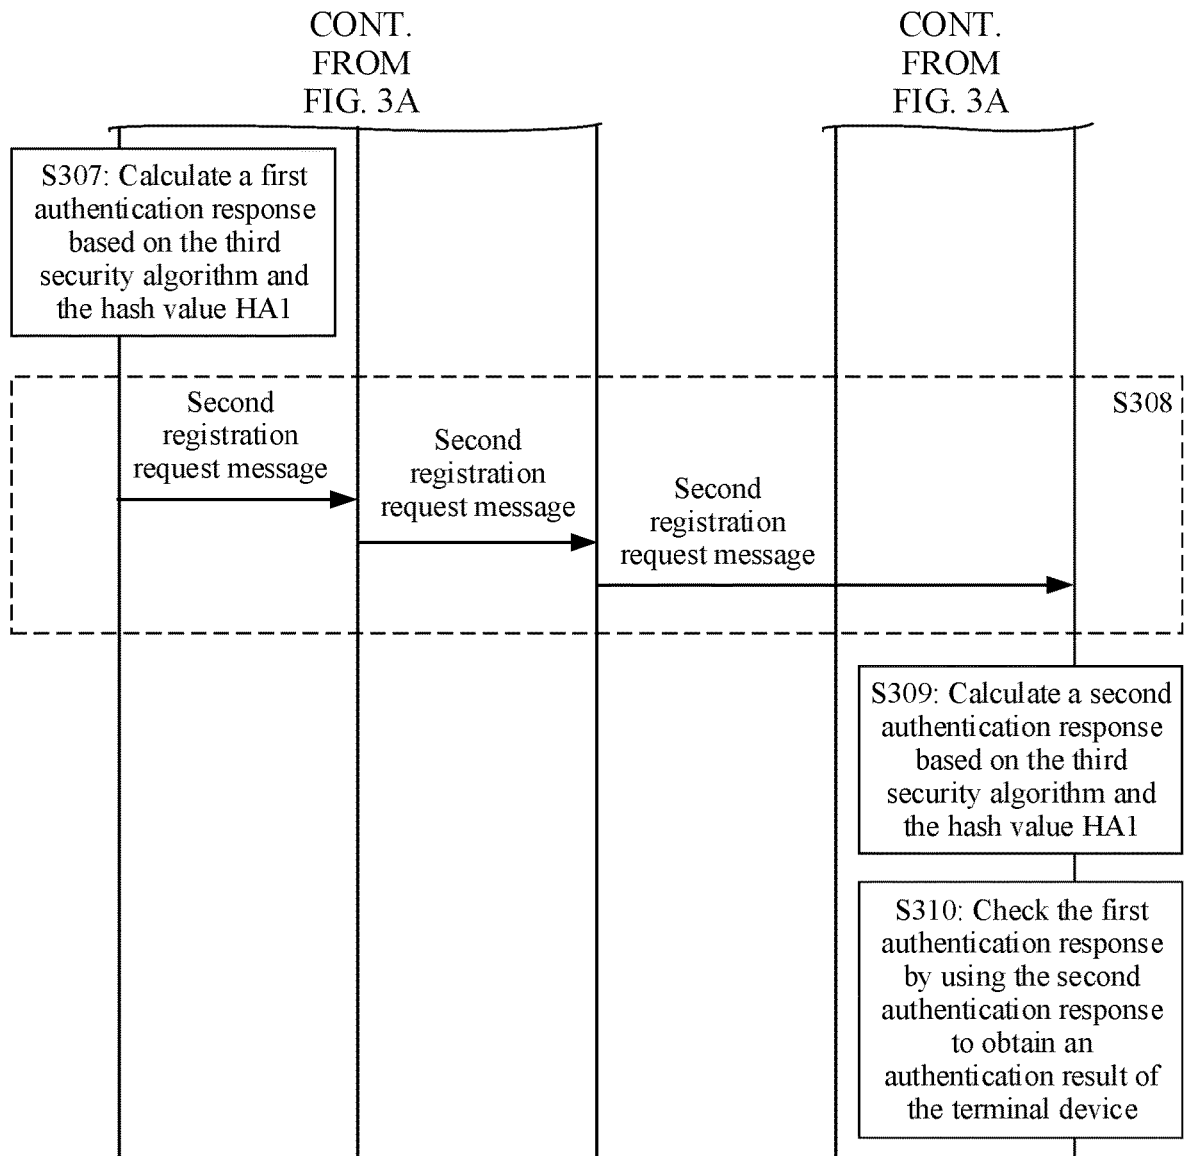 CONT.
FROM
FIG. 3A
CONT.
FROM
FIG. 3A
S307: Calculate a first
authentication response
based on the third
security algorithm and
the hash value HA1
S308
Second
registration
request message
Second
registration
request message
Second
registration
request message
S309: Calculate a second
authentication response
based on the third
security algorithm and
the hash value HA1
S310: Check the first
authentication response
by using the second
authentication response
to obtain an
authentication result of
the terminal device